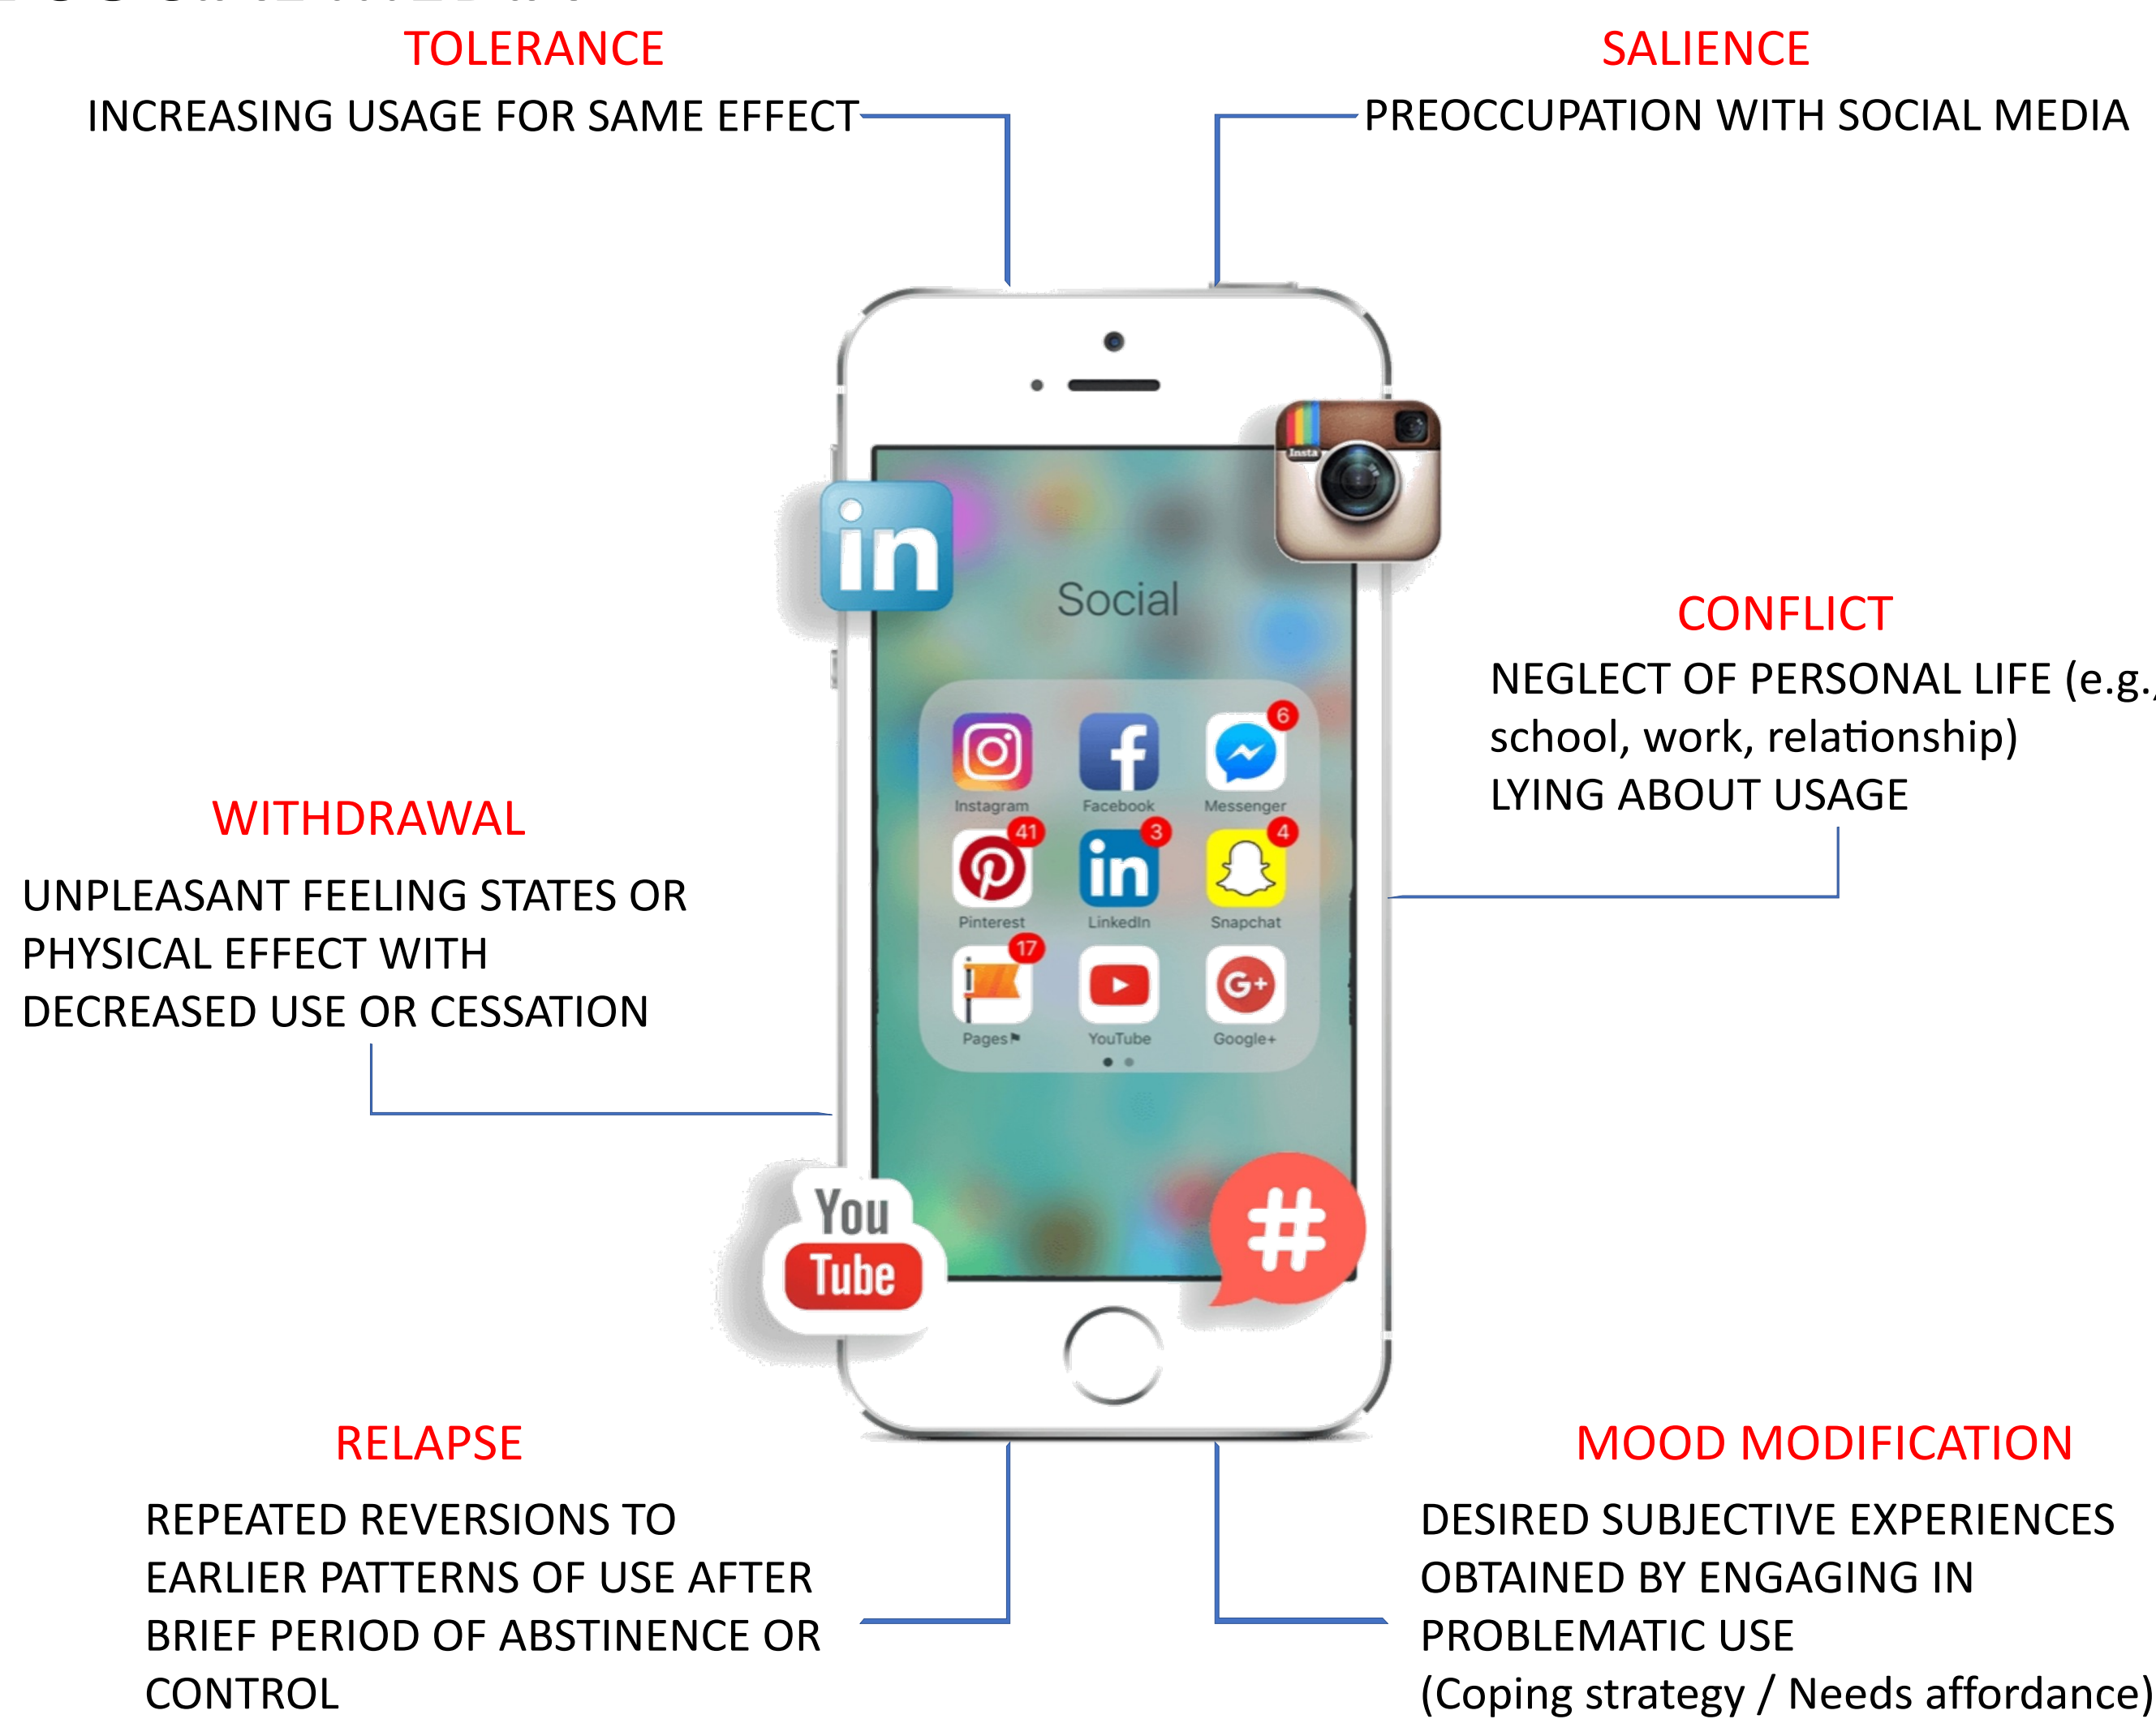 TOLERANCE
INCREASING USAGE FOR SAME EFFECT
SALIENCE
PREOCCUPATION WITH SOCIAL MEDIA
Insta
in
Social
CONFLICT
NEGLECT OF PERSONAL LIFE (e.g.,
school, work, relationship)
LYING ABOUT USAGE
6
Instagram
Facebook
Messenger
41
3
4
in
Pinterest
LinkedIn
Snapchat
17
G+
Pages
YouTube
Google+
WITHDRAWAL
UNPLEASANT FEELING STATES OR
PHYSICAL EFFECT WITH
DECREASED USE OR CESSATION
You
Tube
#
RELAPSE
REPEATED REVERSIONS TO
EARLIER PATTERNS OF USE AFTER
BRIEF PERIOD OF ABSTINENCE OR
CONTROL
MOOD MODIFICATION
DESIRED SUBJECTIVE EXPERIENCES
OBTAINED BY ENGAGING IN
PROBLEMATIC USE
(Coping strategy / Needs affordance)